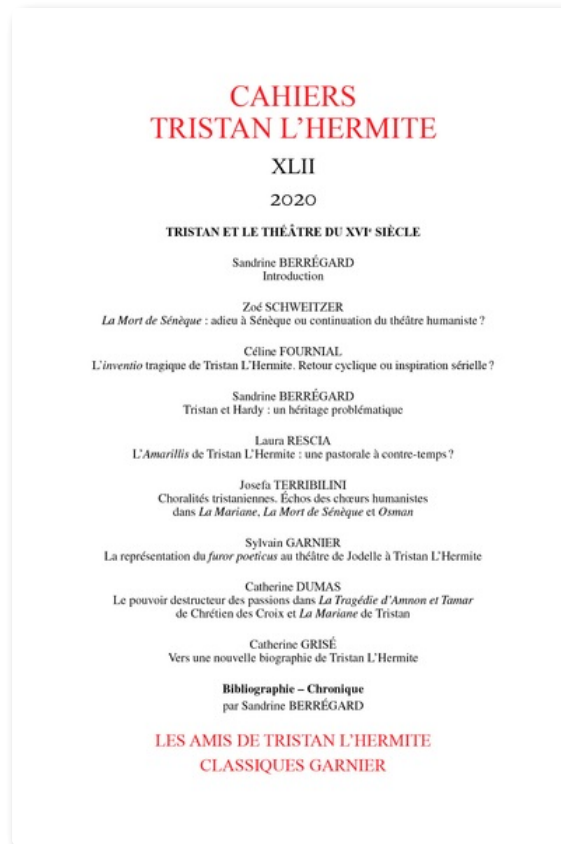 CAHIERS
TRISTAN L'HERMITE
XLII
2020
TRISTAN ET LE THÉÂTRE DU XVIe SIÈCLE
Sandrine BERRÉGARD
Introduction
Zoé SCHWEITZER
La Mort de Sénèque : adieu à Sénèque ou continuation du théâtre humaniste ?
Céline FOURNIAL
L'inventio tragique de Tristan L'Hermite. Retour cyclique ou inspiration sérielle ?
Sandrine BERRÉGARD
Tristan et Hardy : un héritage problématique
Laura RESCIA
L'Amarillis de Tristan L'Hermite : une pastorale à contre-temps ?
Josefa TERRIBILINI
Choralités tristaniennes. Échos des chœurs humanistes
dans La Mariane, La Mort de Sénèque et Osman
Sylvain GARNIER
La représentation du furor poeticus au théâtre de Jodelle à Tristan L'Hermite
Catherine DUMAS
Le pouvoir destructeur des passions dans La Tragédie d'Amnon et Tamar
de Chrétien des Croix et La Mariane de Tristan
Catherine GRISÉ
Vers une nouvelle biographie de Tristan L'Hermite
Bibliographie – Chronique
par Sandrine BERRÉGARD
LES AMIS DE TRISTAN L'HERMITE
CLASSIQUES GARNIER